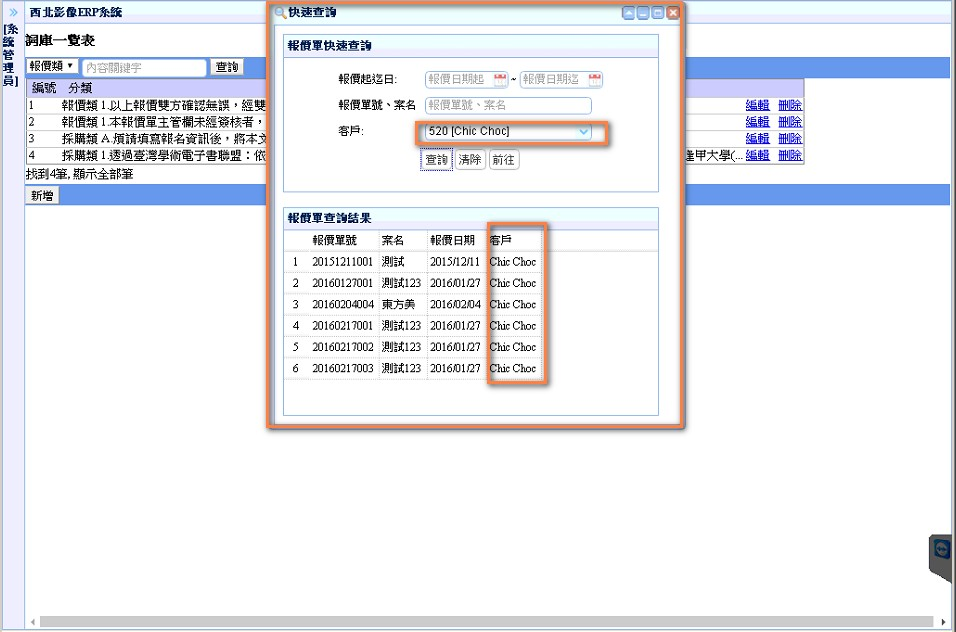 西北影像ERP系統
[系統管理員]
詞庫一覽表
報價類 內容關鍵字 查詢
編號 分類
1 報價類 1.以上報價雙方確認無誤，經雙 編輯 刪除
2 報價類 1.本報價單主管欄未經簽核者， 編輯 刪除
3 採購類 A.煩請填寫報名資訊後，將本文 編輯 刪除
4 採購類 1.透過臺灣學術電子書聯盟：依 逢甲大學(... 編輯 刪除
找到4筆, 顯示全部筆
新增
快速查詢
報價單快速查詢
報價起迄日: 報價日期起 ~ 報價日期迄
報價單號、案名 報價單號、案名
客戶: 520 [Chic Choc]
查詢 清除 前往
報價單查詢結果
報價單號 案名 報價日期 客戶
1 20151211001 測試 2015/12/11 Chic Choc
2 20160127001 測試123 2016/01/27 Chic Choc
3 20160204004 東方美 2016/02/04 Chic Choc
4 20160217001 測試123 2016/01/27 Chic Choc
5 20160217002 測試123 2016/01/27 Chic Choc
6 20160217003 測試123 2016/01/27 Chic Choc